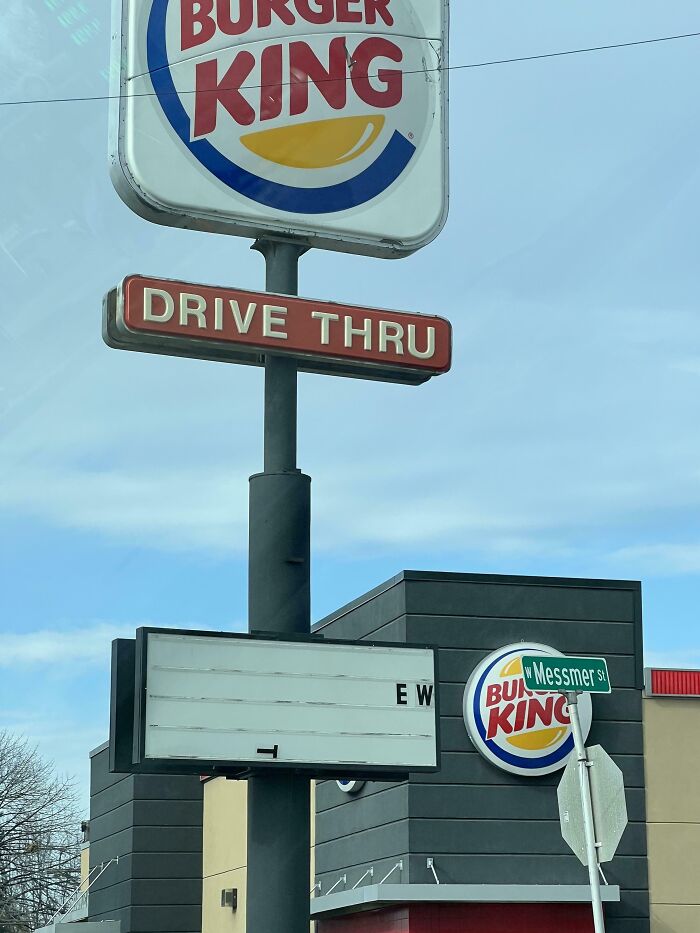 BURGER
KING
®
DRIVE THRU
E W
W Messmer St
BURGER
KING